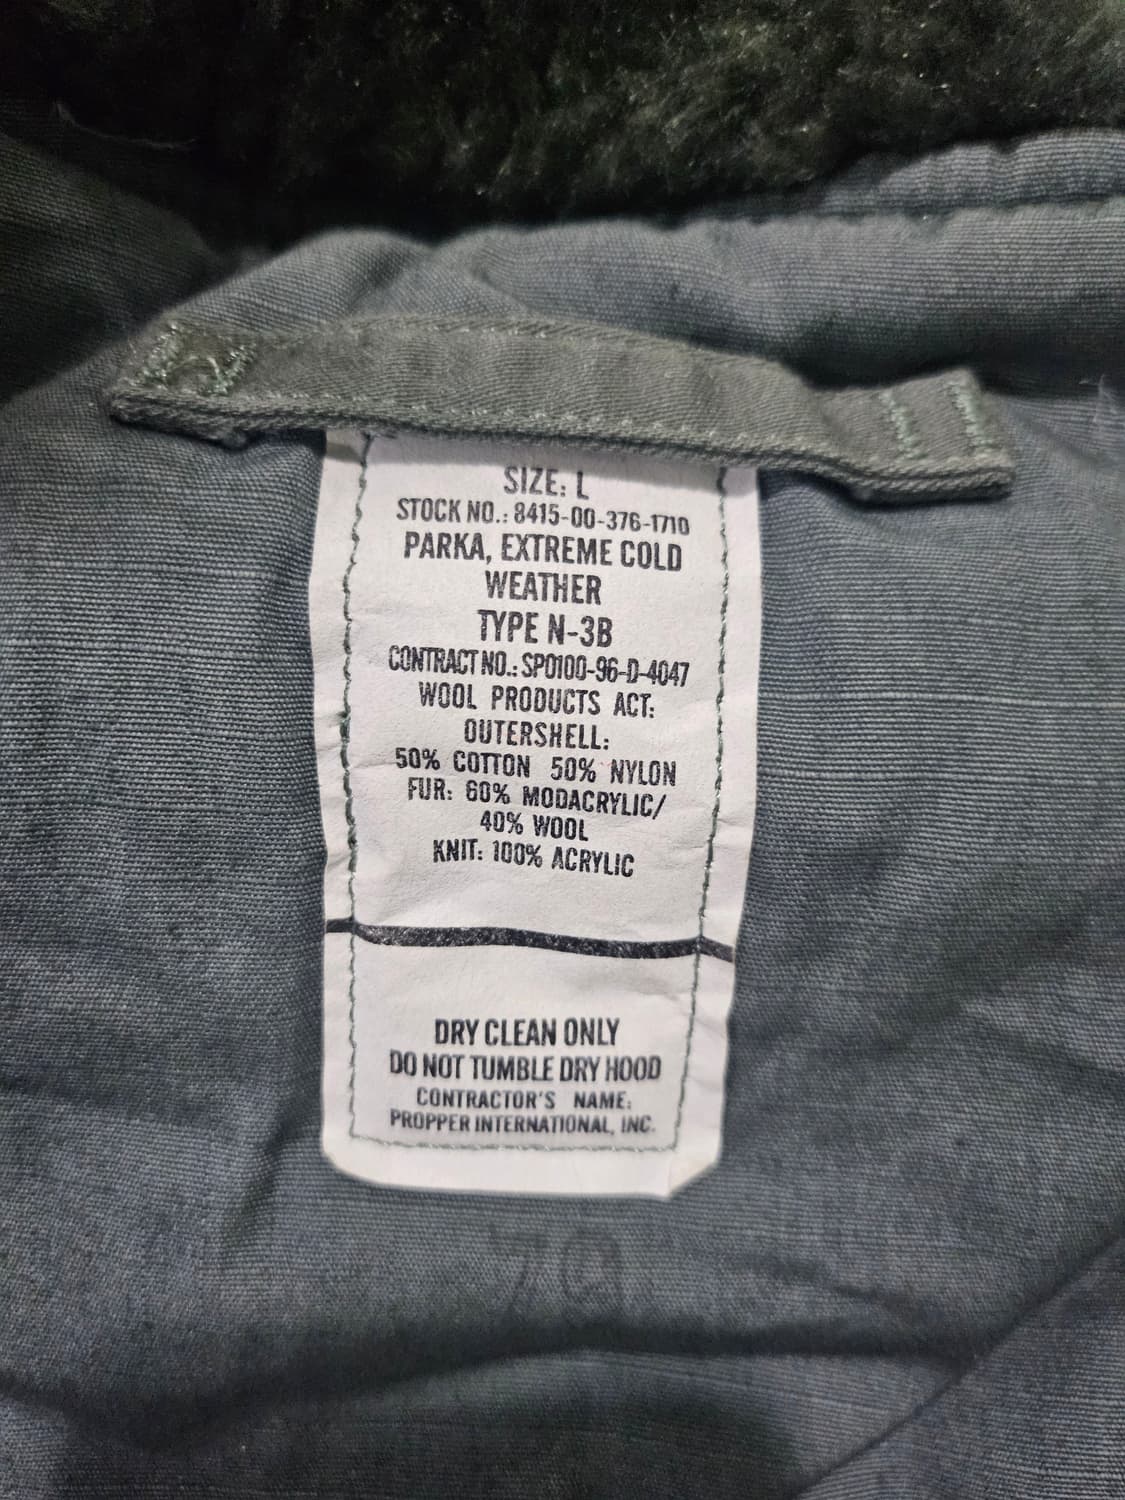 SIZE: L
STOCK NO.: 8415-00-376-1710
PARKA, EXTREME COLD
WEATHER
TYPE N-3B
CONTRACT NO.: SPO100-96-D-4047
WOOL PRODUCTS ACT:
OUTERSHELL:
50% COTTON 50% NYLON
FUR: 60% MODACRYLIC/
40% WOOL
KNIT: 100% ACRYLIC
DRY CLEAN ONLY
DO NOT TUMBLE DRY HOOD
CONTRACTOR'S NAME:
PROPPER INTERNATIONAL, INC.